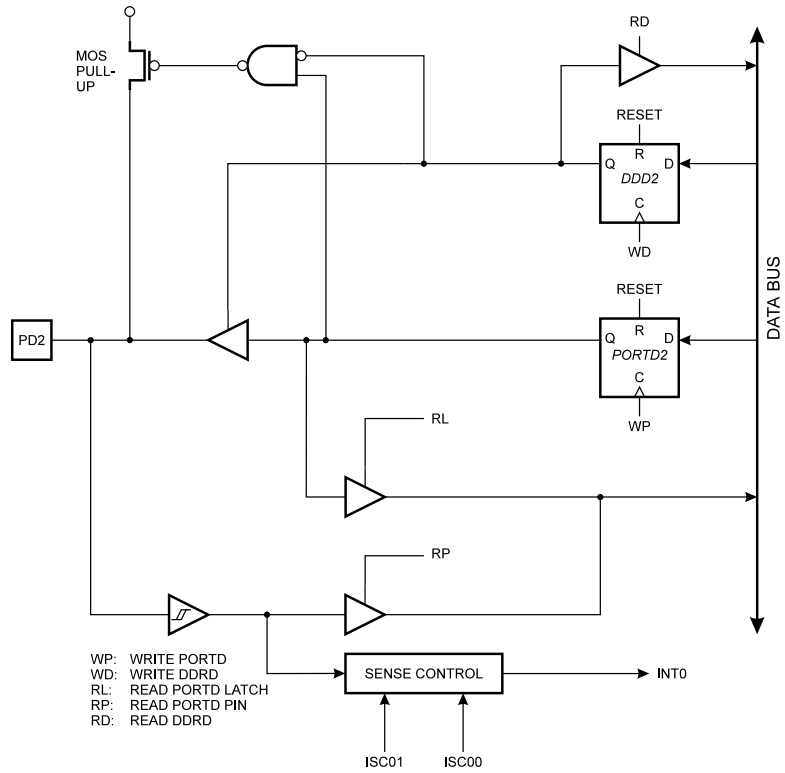 RD
MOS
PULL-
UP
RESET
R
Q
D
DDD2
C
WD
DATA BUS
RESET
R
PD2
Q
D
PORTD2
C
WP
RL
RP
WP: WRITE PORTD
WD: WRITE DDRD
RL: READ PORTD LATCH
RP: READ PORTD PIN
RD: READ DDRD
SENSE CONTROL
INT0
ISC01
ISC00